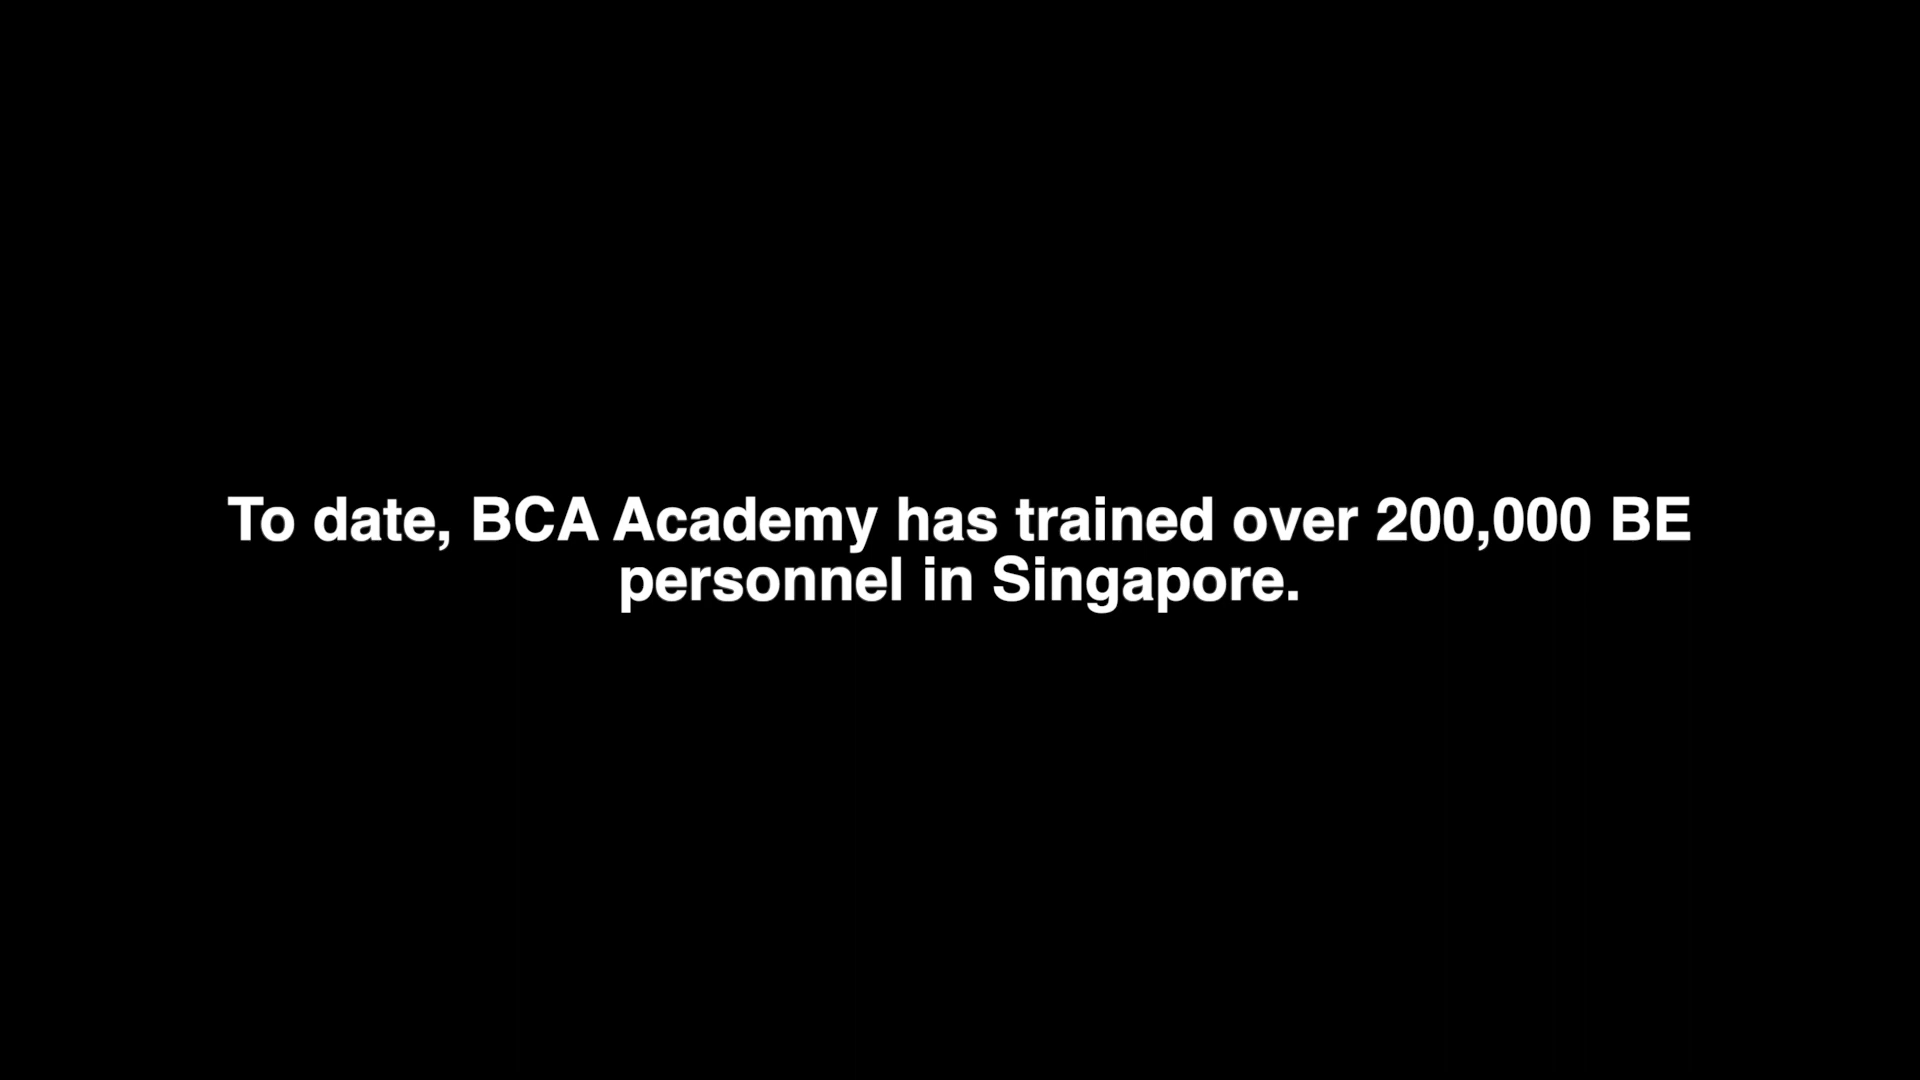 To date, BCA Academy has trained over 200,000 BE
personnel in Singapore.